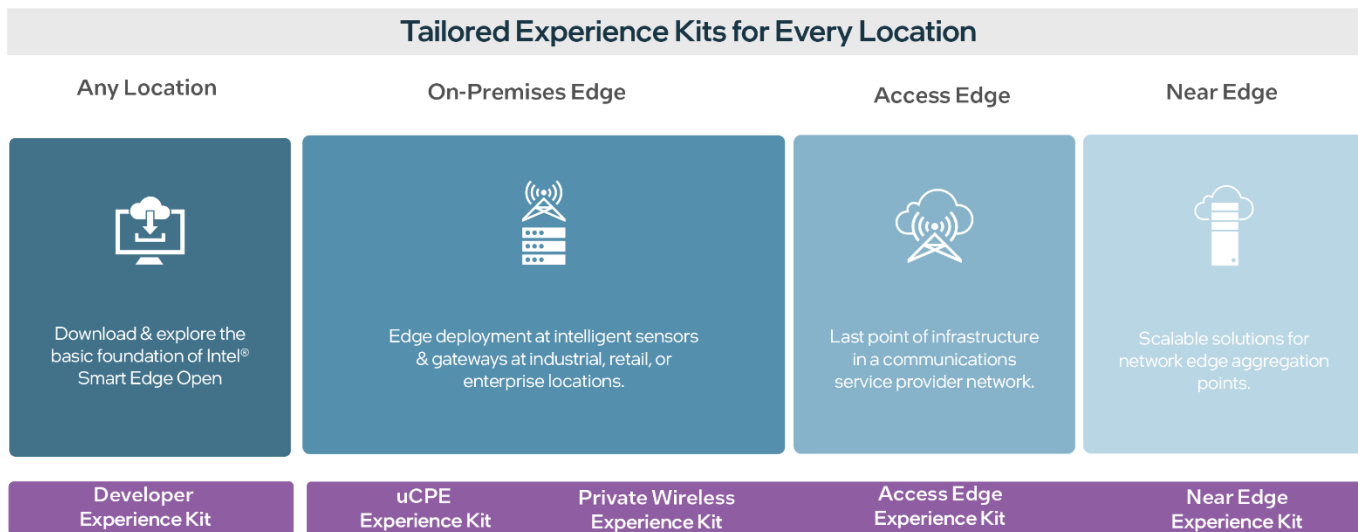 Tailored Experience Kits for Every Location
Any Location
On-Premises Edge
Access Edge
Near Edge
Download & explore the
basic foundation of Intel®
Smart Edge Open
Edge deployment at intelligent sensors
& gateways at industrial, retail, or
enterprise locations.
Last point of infrastructure
in a communications
service provider network.
Scalable solutions for
network edge aggregation
points.
Developer
Experience Kit
uCPE
Experience Kit
Private Wireless
Experience Kit
Access Edge
Experience Kit
Near Edge
Experience Kit